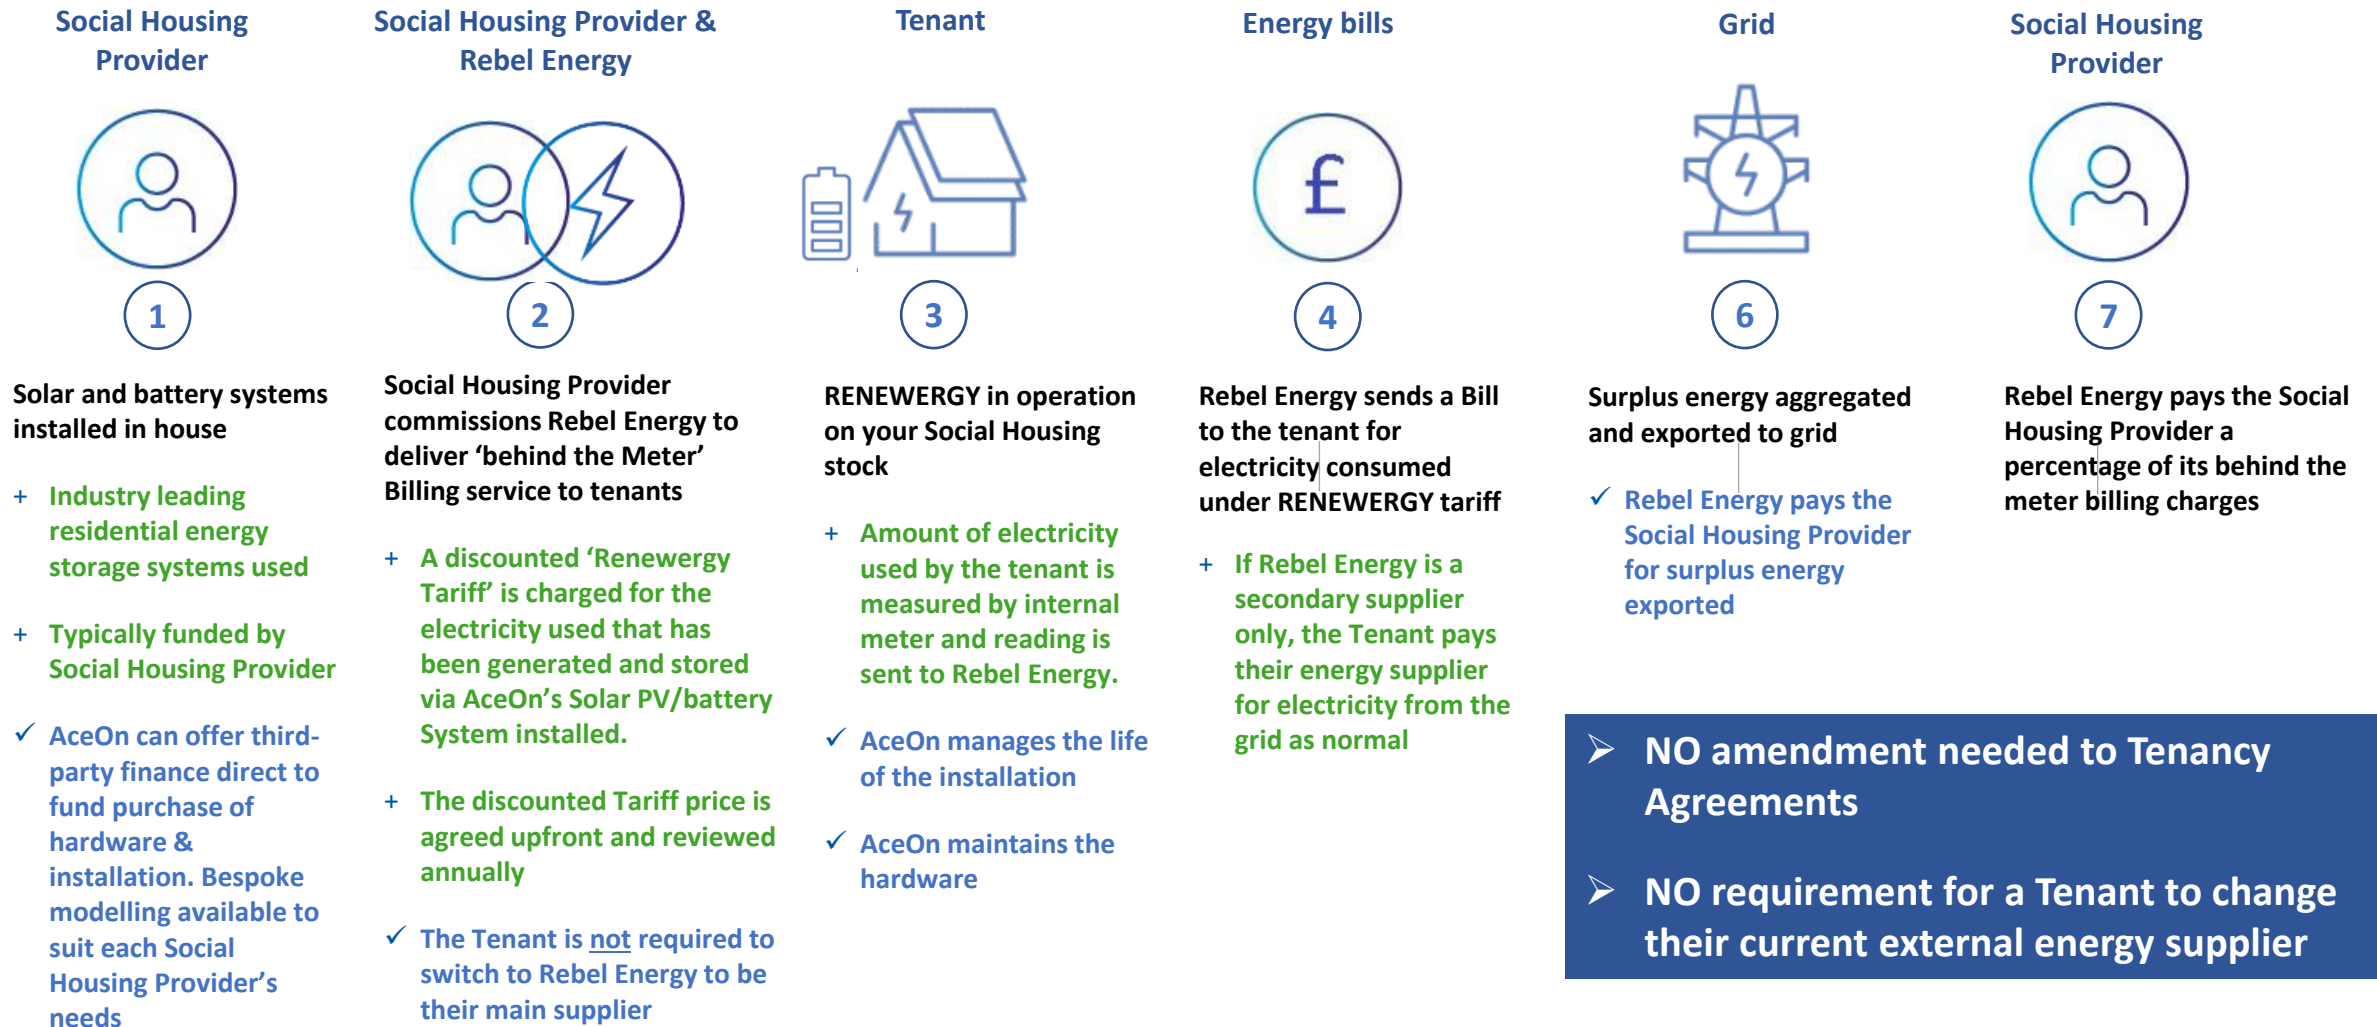 Social Housing
Provider
1
Solar and battery systems
installed in house
+ Industry leading
residential energy
storage systems used
+ Typically funded by
Social Housing Provider
✓ AceOn can offer third-
party finance direct to
fund purchase of
hardware &
installation. Bespoke
modelling available to
suit each Social
Housing Provider’s
needs
Social Housing Provider &
Rebel Energy
2
Social Housing Provider
commissions Rebel Energy to
deliver ‘behind the Meter’
Billing service to tenants
+ A discounted ‘Renewergy
Tariff’ is charged for the
electricity used that has
been generated and stored
via AceOn’s Solar PV/battery
System installed.
+ The discounted Tariff price is
agreed upfront and reviewed
annually
✓ The Tenant is not required to
switch to Rebel Energy to be
their main supplier
Tenant
3
RENEWERGY in operation
on your Social Housing
stock
+ Amount of electricity
used by the tenant is
measured by internal
meter and reading is
sent to Rebel Energy.
✓ AceOn manages the life
of the installation
✓ AceOn maintains the
hardware
Energy bills
£
4
Rebel Energy sends a Bill
to the tenant for
electricity consumed
under RENEWERGY tariff
+ If Rebel Energy is a
secondary supplier
only, the Tenant pays
their energy supplier
for electricity from the
grid as normal
Grid
6
Surplus energy aggregated
and exported to grid
✓ Rebel Energy pays the
Social Housing Provider
for surplus energy
exported
Social Housing
Provider
7
Rebel Energy pays the Social
Housing Provider a
percentage of its behind the
meter billing charges
➢ NO amendment needed to Tenancy
Agreements
➢ NO requirement for a Tenant to change
their current external energy supplier